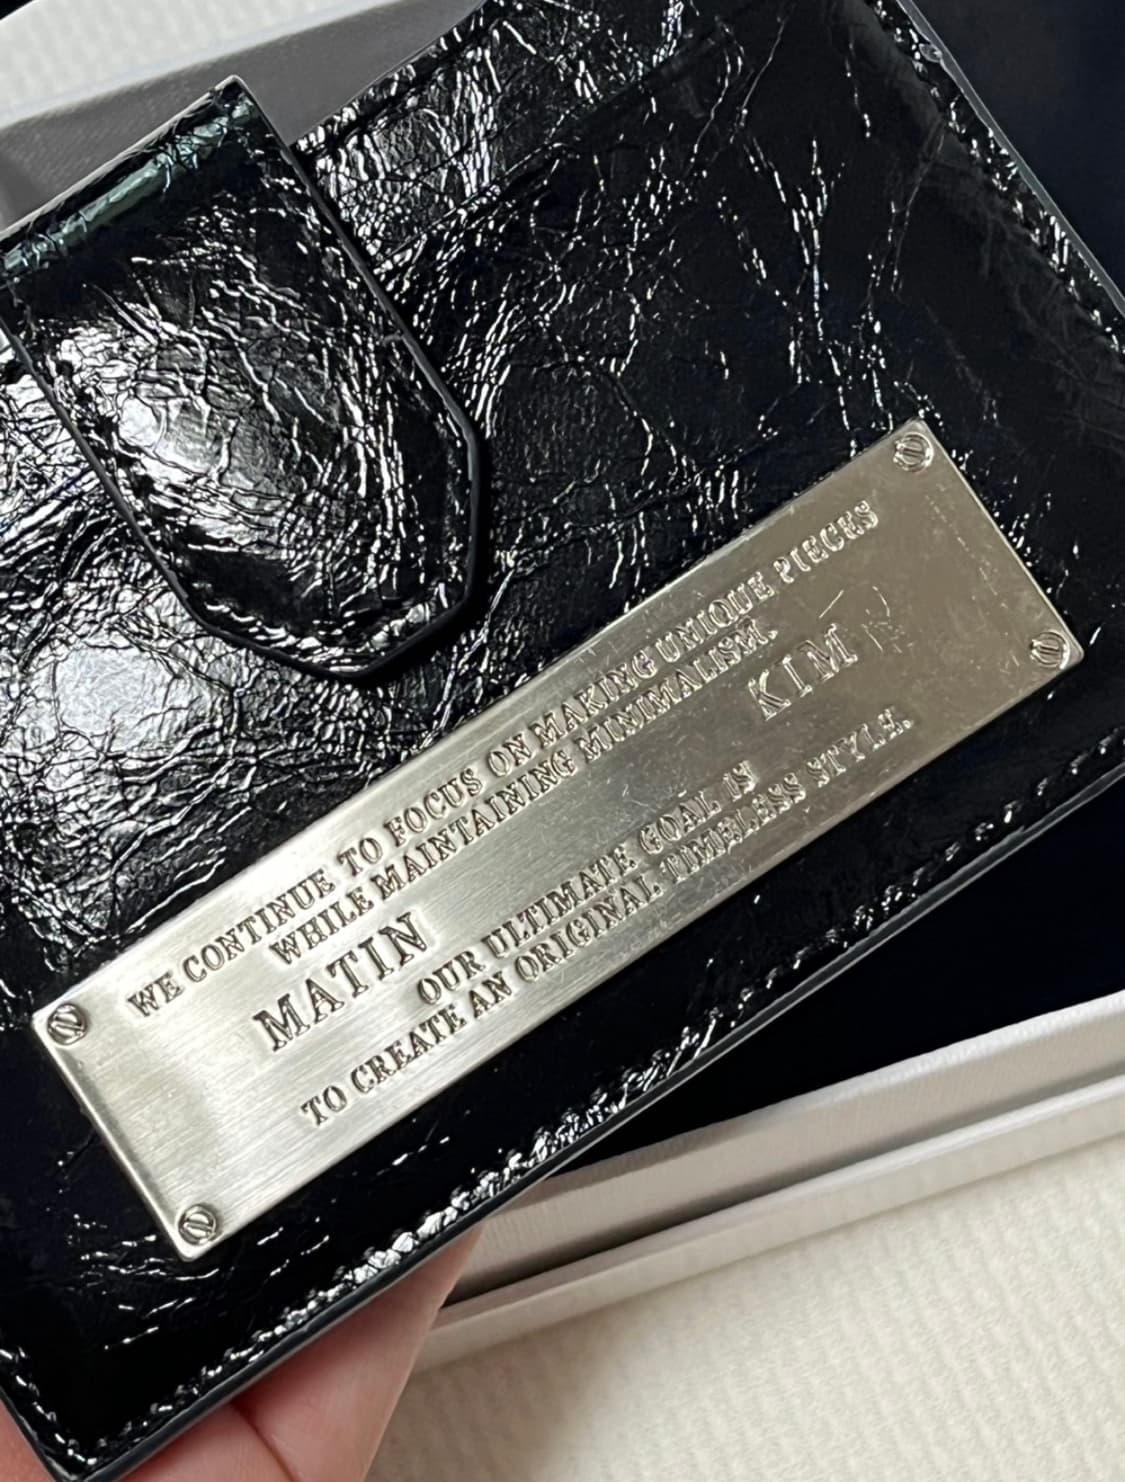 WE CONTINUE TO FOCUS ON MAKING UNIQUE PIECES
WHILE MAINTAINING MINIMALISM.
MATIN KIM
OUR ULTIMATE GOAL IS
TO CREATE AN ORIGINAL TIMELESS STYLE.